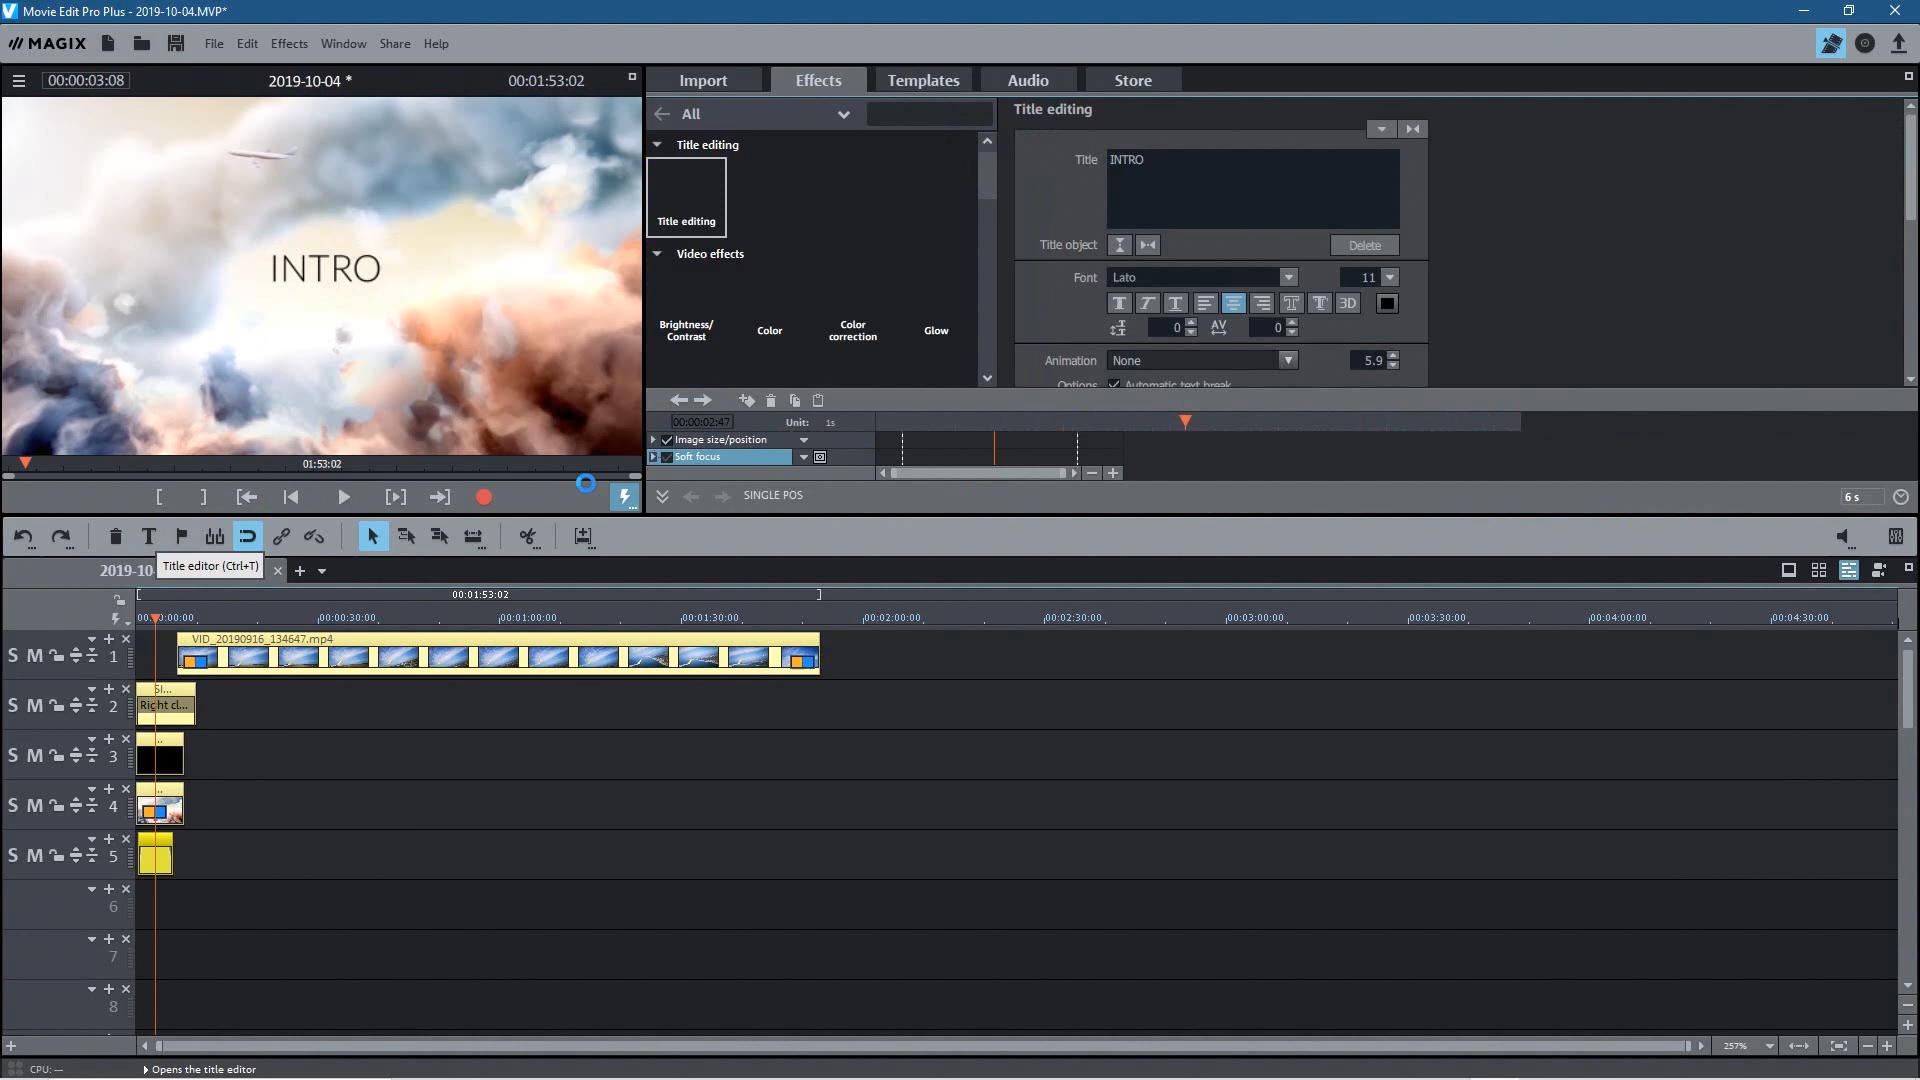 Movie Edit Pro Plus - 2019-10-04.MVP*
MAGIX File Edit Effects Window Share Help
00:00:03:08 2019-10-04 * 00:01:53:02
INTRO
01:53:02
Import Effects Templates Audio Store
All
Title editing
Title editing
Video effects
Brightness/
Contrast
Color
Color
correction
Glow
Title editing
Title INTRO
Title object Delete
Font Lato 11
3D
0 AV 0
Animation None 5.9
Options Automatic text break
00:00:02:47 Unit: 1s
Image size/position
Soft focus
SINGLE POS 6 s
Title editor (Ctrl+T)
2019-10
00:01:53:02
00:00:30:00 00:01:00:00 00:01:30:00 00:02:00:00 00:02:30:00 00:03:00:00 00:03:30:00 00:04:00:00 00:04:30:00
VID_20190916_134647.mp4
S M 1
SI...
Right cl...
S M 2
..
S M 3
..
S M 4
S M 5
6
7
8
257%
CPU: —
Opens the title editor